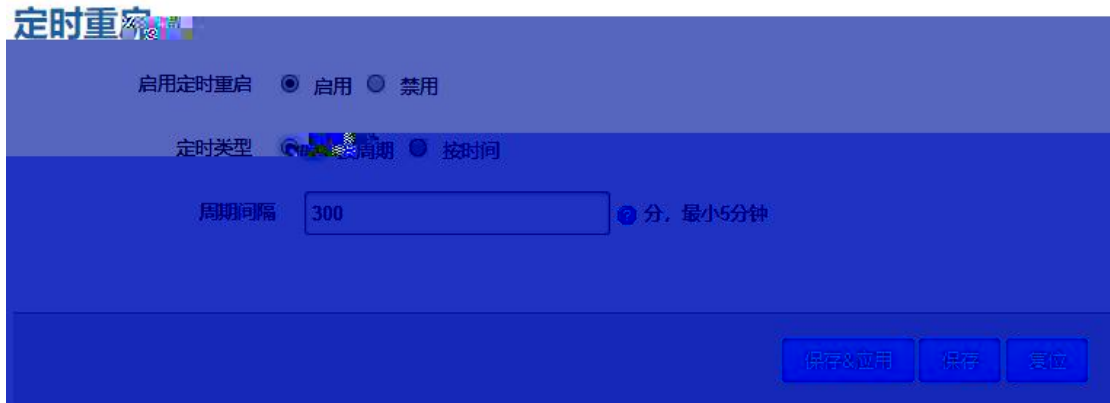 定时重启
启用定时重启 启用 禁用
定时类型 按周期 按时间
周期间隔 300 ? 分，最小5分钟
保存&应用 保存 复位